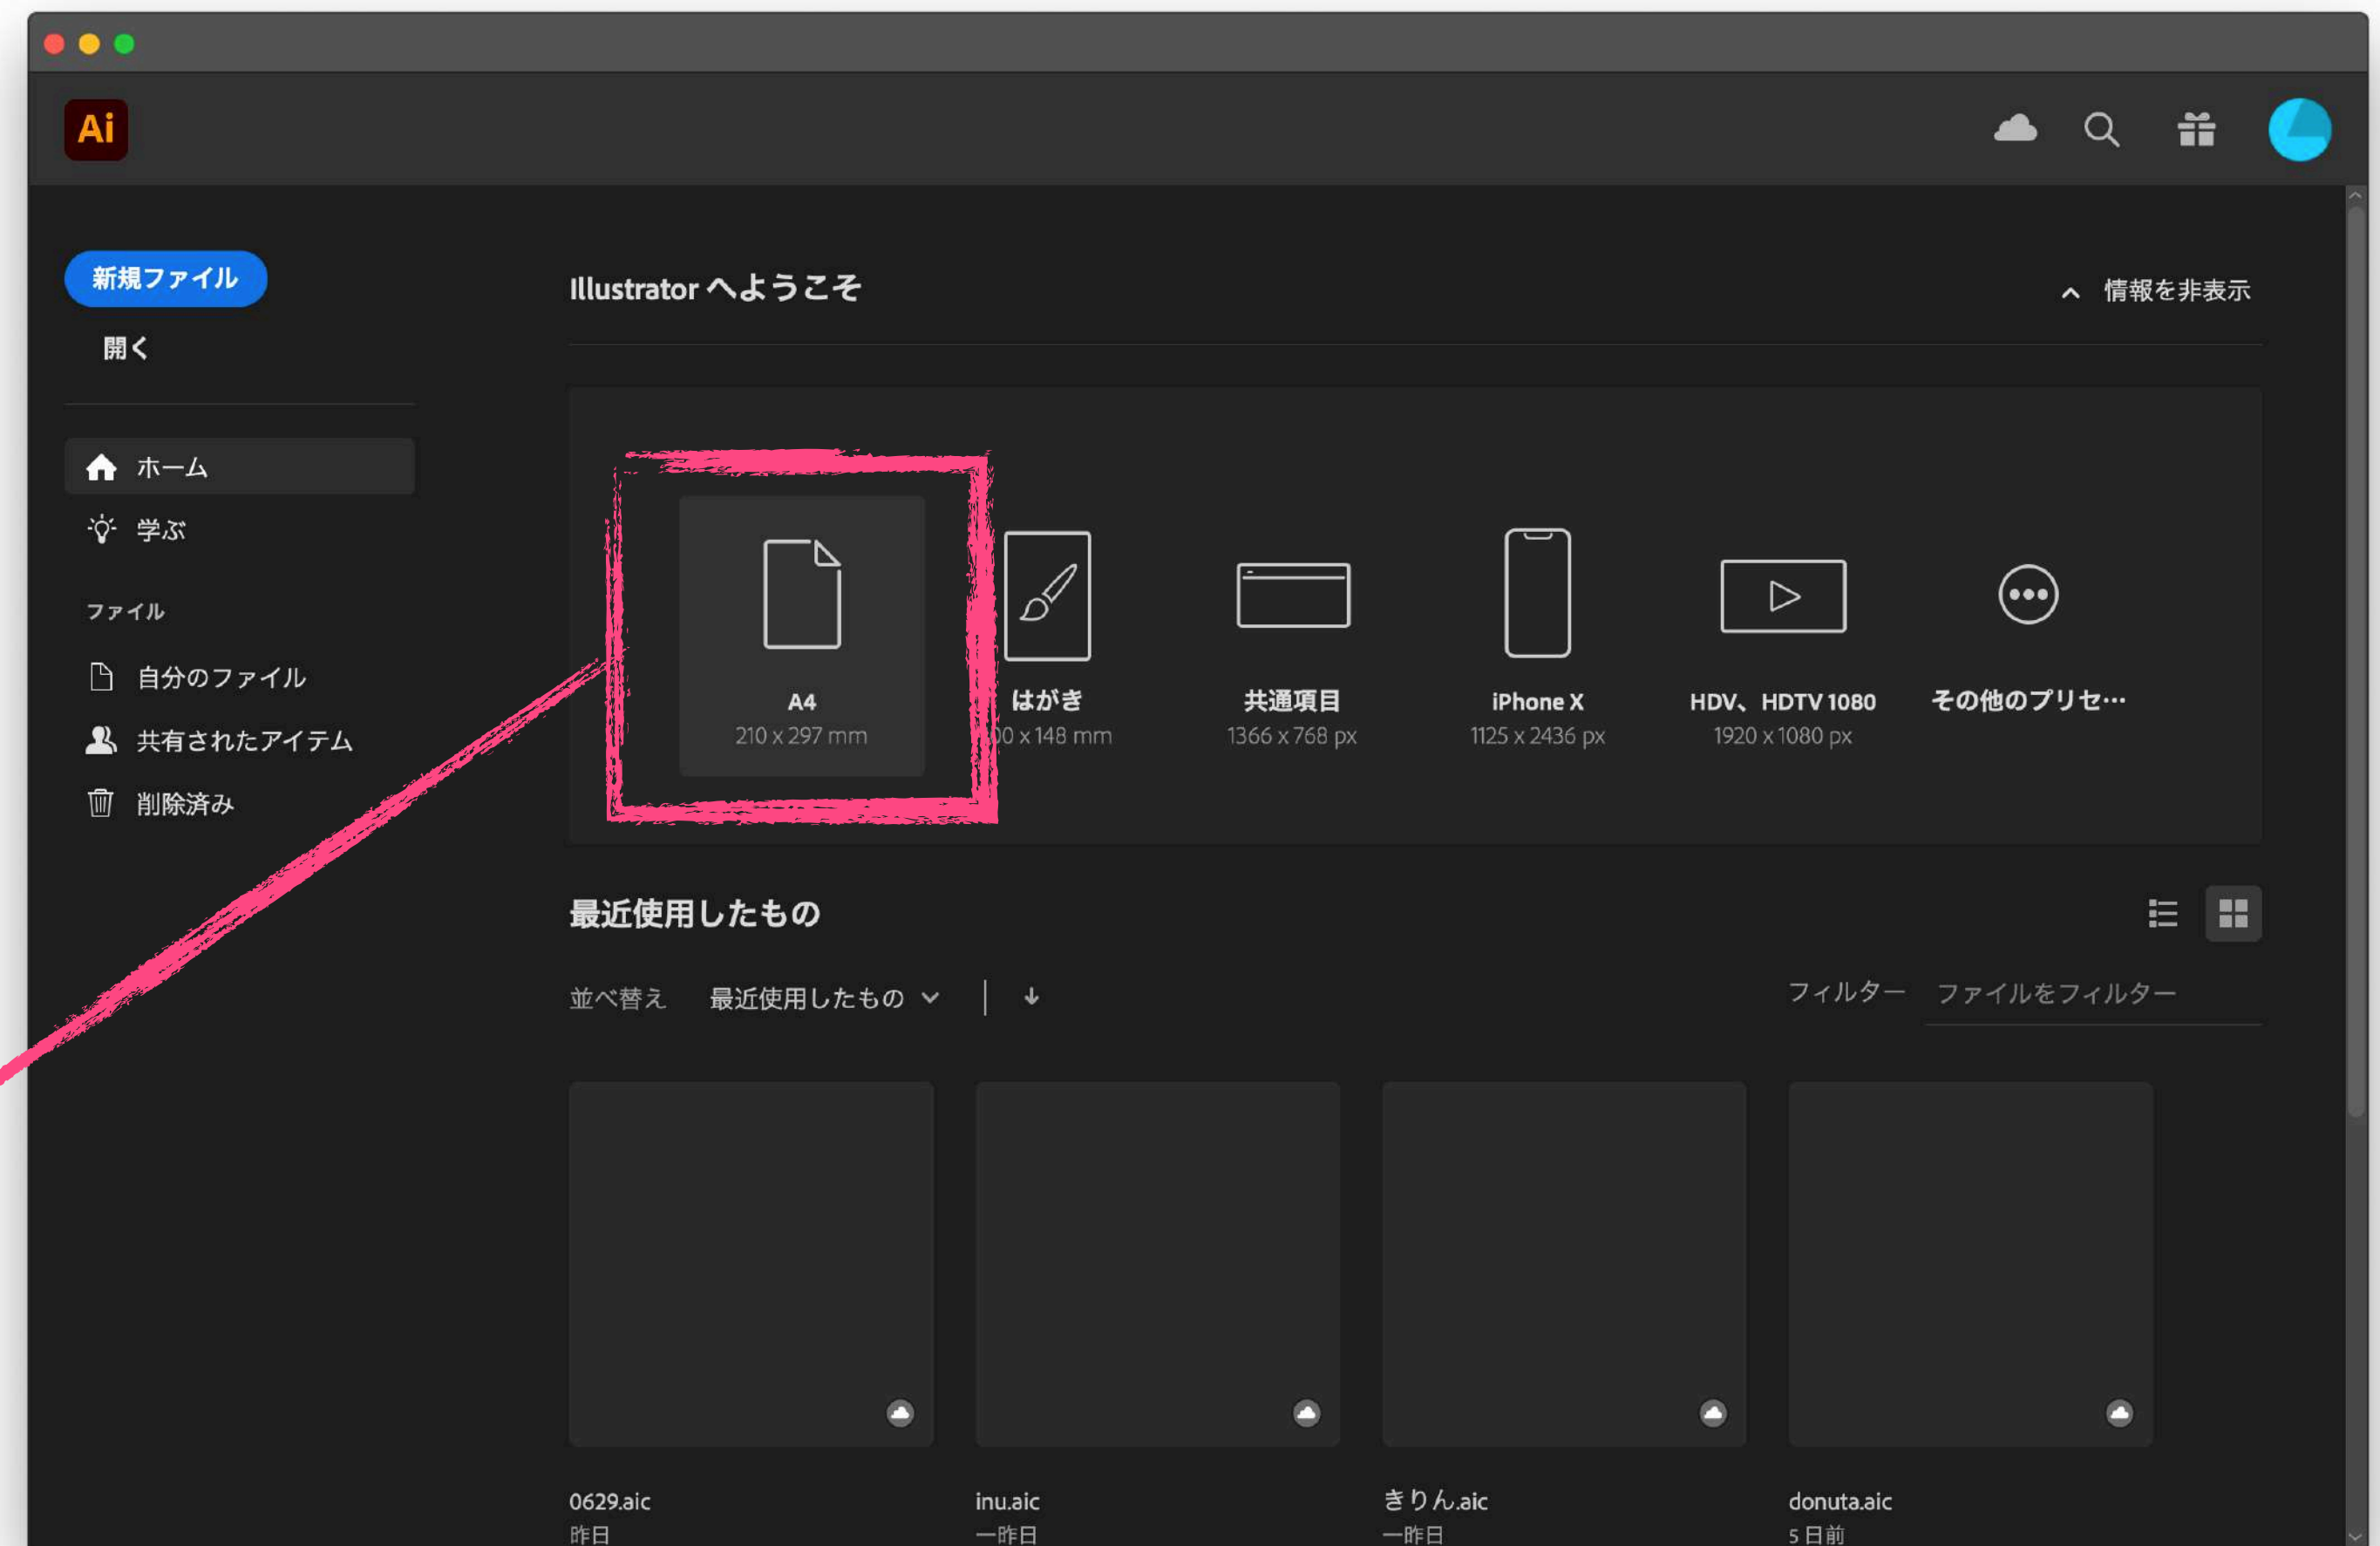 Ai
新規ファイル
開く
ホーム
学ぶ
ファイル
自分のファイル
共有されたアイテム
削除済み
Illustrator へようこそ
情報を非表示
A4
210 x 297 mm
はがき
00 x 148 mm
共通項目
1366 x 768 px
iPhone X
1125 x 2436 px
HDV、HDTV 1080
1920 x 1080 px
その他のプリセ…
最近使用したもの
並べ替え 最近使用したもの
フィルター ファイルをフィルター
0629.aic
昨日
inu.aic
一昨日
きりん.aic
一昨日
donuta.aic
5 日前